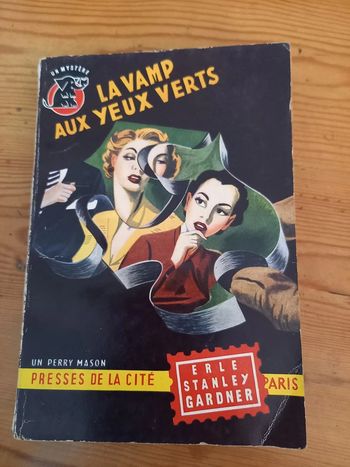 UN MYSTÈRE
LA VAMP
AUX YEUX VERTS
UN PERRY MASON
PRESSES DE LA CITÉ
ERLE
STANLEY
GARDNER
PARIS